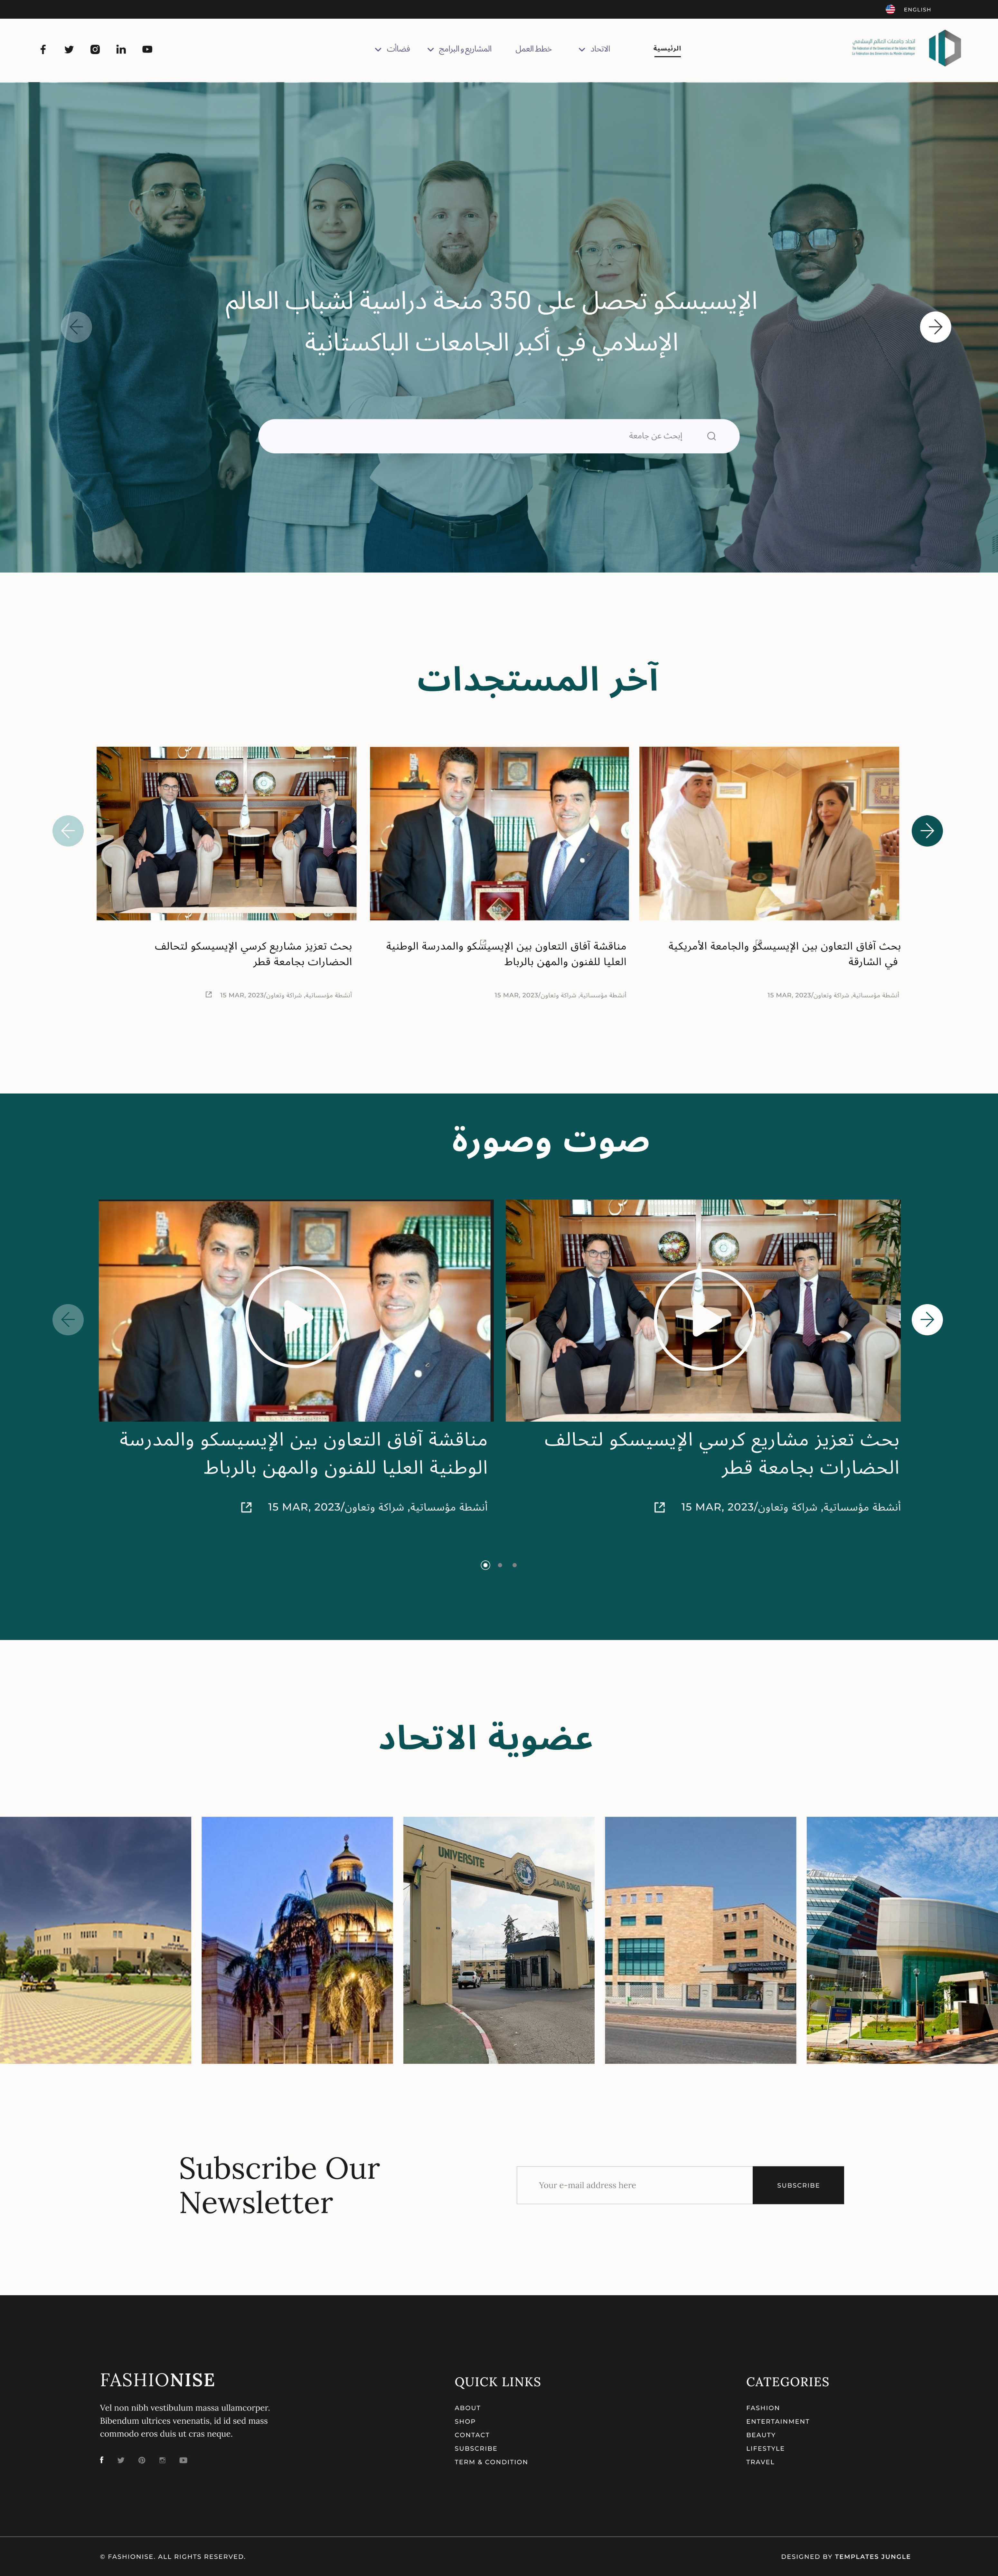 ENGLISH
اتحاد جامعات العالم الإسلامي
The Federation of the Universities of the Islamic World
La Fédération des Universités du Monde Islamique
الرئيسية
الاتحاد
خطط العمل
المشاريع و البرامج
فضاآت
الإيسيسكو تحصل على 350 منحة دراسية لشباب العالم
الإسلامي في أكبر الجامعات الباكستانية
إبحث عن جامعة
آخر المستجدات
بحث آفاق التعاون بين الإيسيسكو والجامعة الأمريكية
في الشارقة
أنشطة مؤسساتية, شراكة وتعاون/15 MAR, 2023
مناقشة آفاق التعاون بين الإيسيسكو والمدرسة الوطنية
العليا للفنون والمهن بالرباط
أنشطة مؤسساتية, شراكة وتعاون/15 MAR, 2023
بحث تعزيز مشاريع كرسي الإيسيسكو لتحالف
الحضارات بجامعة قطر
أنشطة مؤسساتية, شراكة وتعاون/15 MAR, 2023
صوت وصورة
بحث تعزيز مشاريع كرسي الإيسيسكو لتحالف
الحضارات بجامعة قطر
أنشطة مؤسساتية, شراكة وتعاون/15 MAR, 2023
مناقشة آفاق التعاون بين الإيسيسكو والمدرسة
الوطنية العليا للفنون والمهن بالرباط
أنشطة مؤسساتية, شراكة وتعاون/15 MAR, 2023
عضوية الاتحاد
UNIVERSITE OMAR BONGO
Subscribe Our
Newsletter
Your e-mail address here
SUBSCRIBE
FASHIONISE
Vel non nibh vestibulum massa ullamcorper.
Bibendum ultrices venenatis, id id sed mass
commodo eros duis ut cras neque.
QUICK LINKS
ABOUT
SHOP
CONTACT
SUBSCRIBE
TERM & CONDITION
CATEGORIES
FASHION
ENTERTAINMENT
BEAUTY
LIFESTYLE
TRAVEL
© FASHIONISE. ALL RIGHTS RESERVED.
DESIGNED BY TEMPLATES JUNGLE